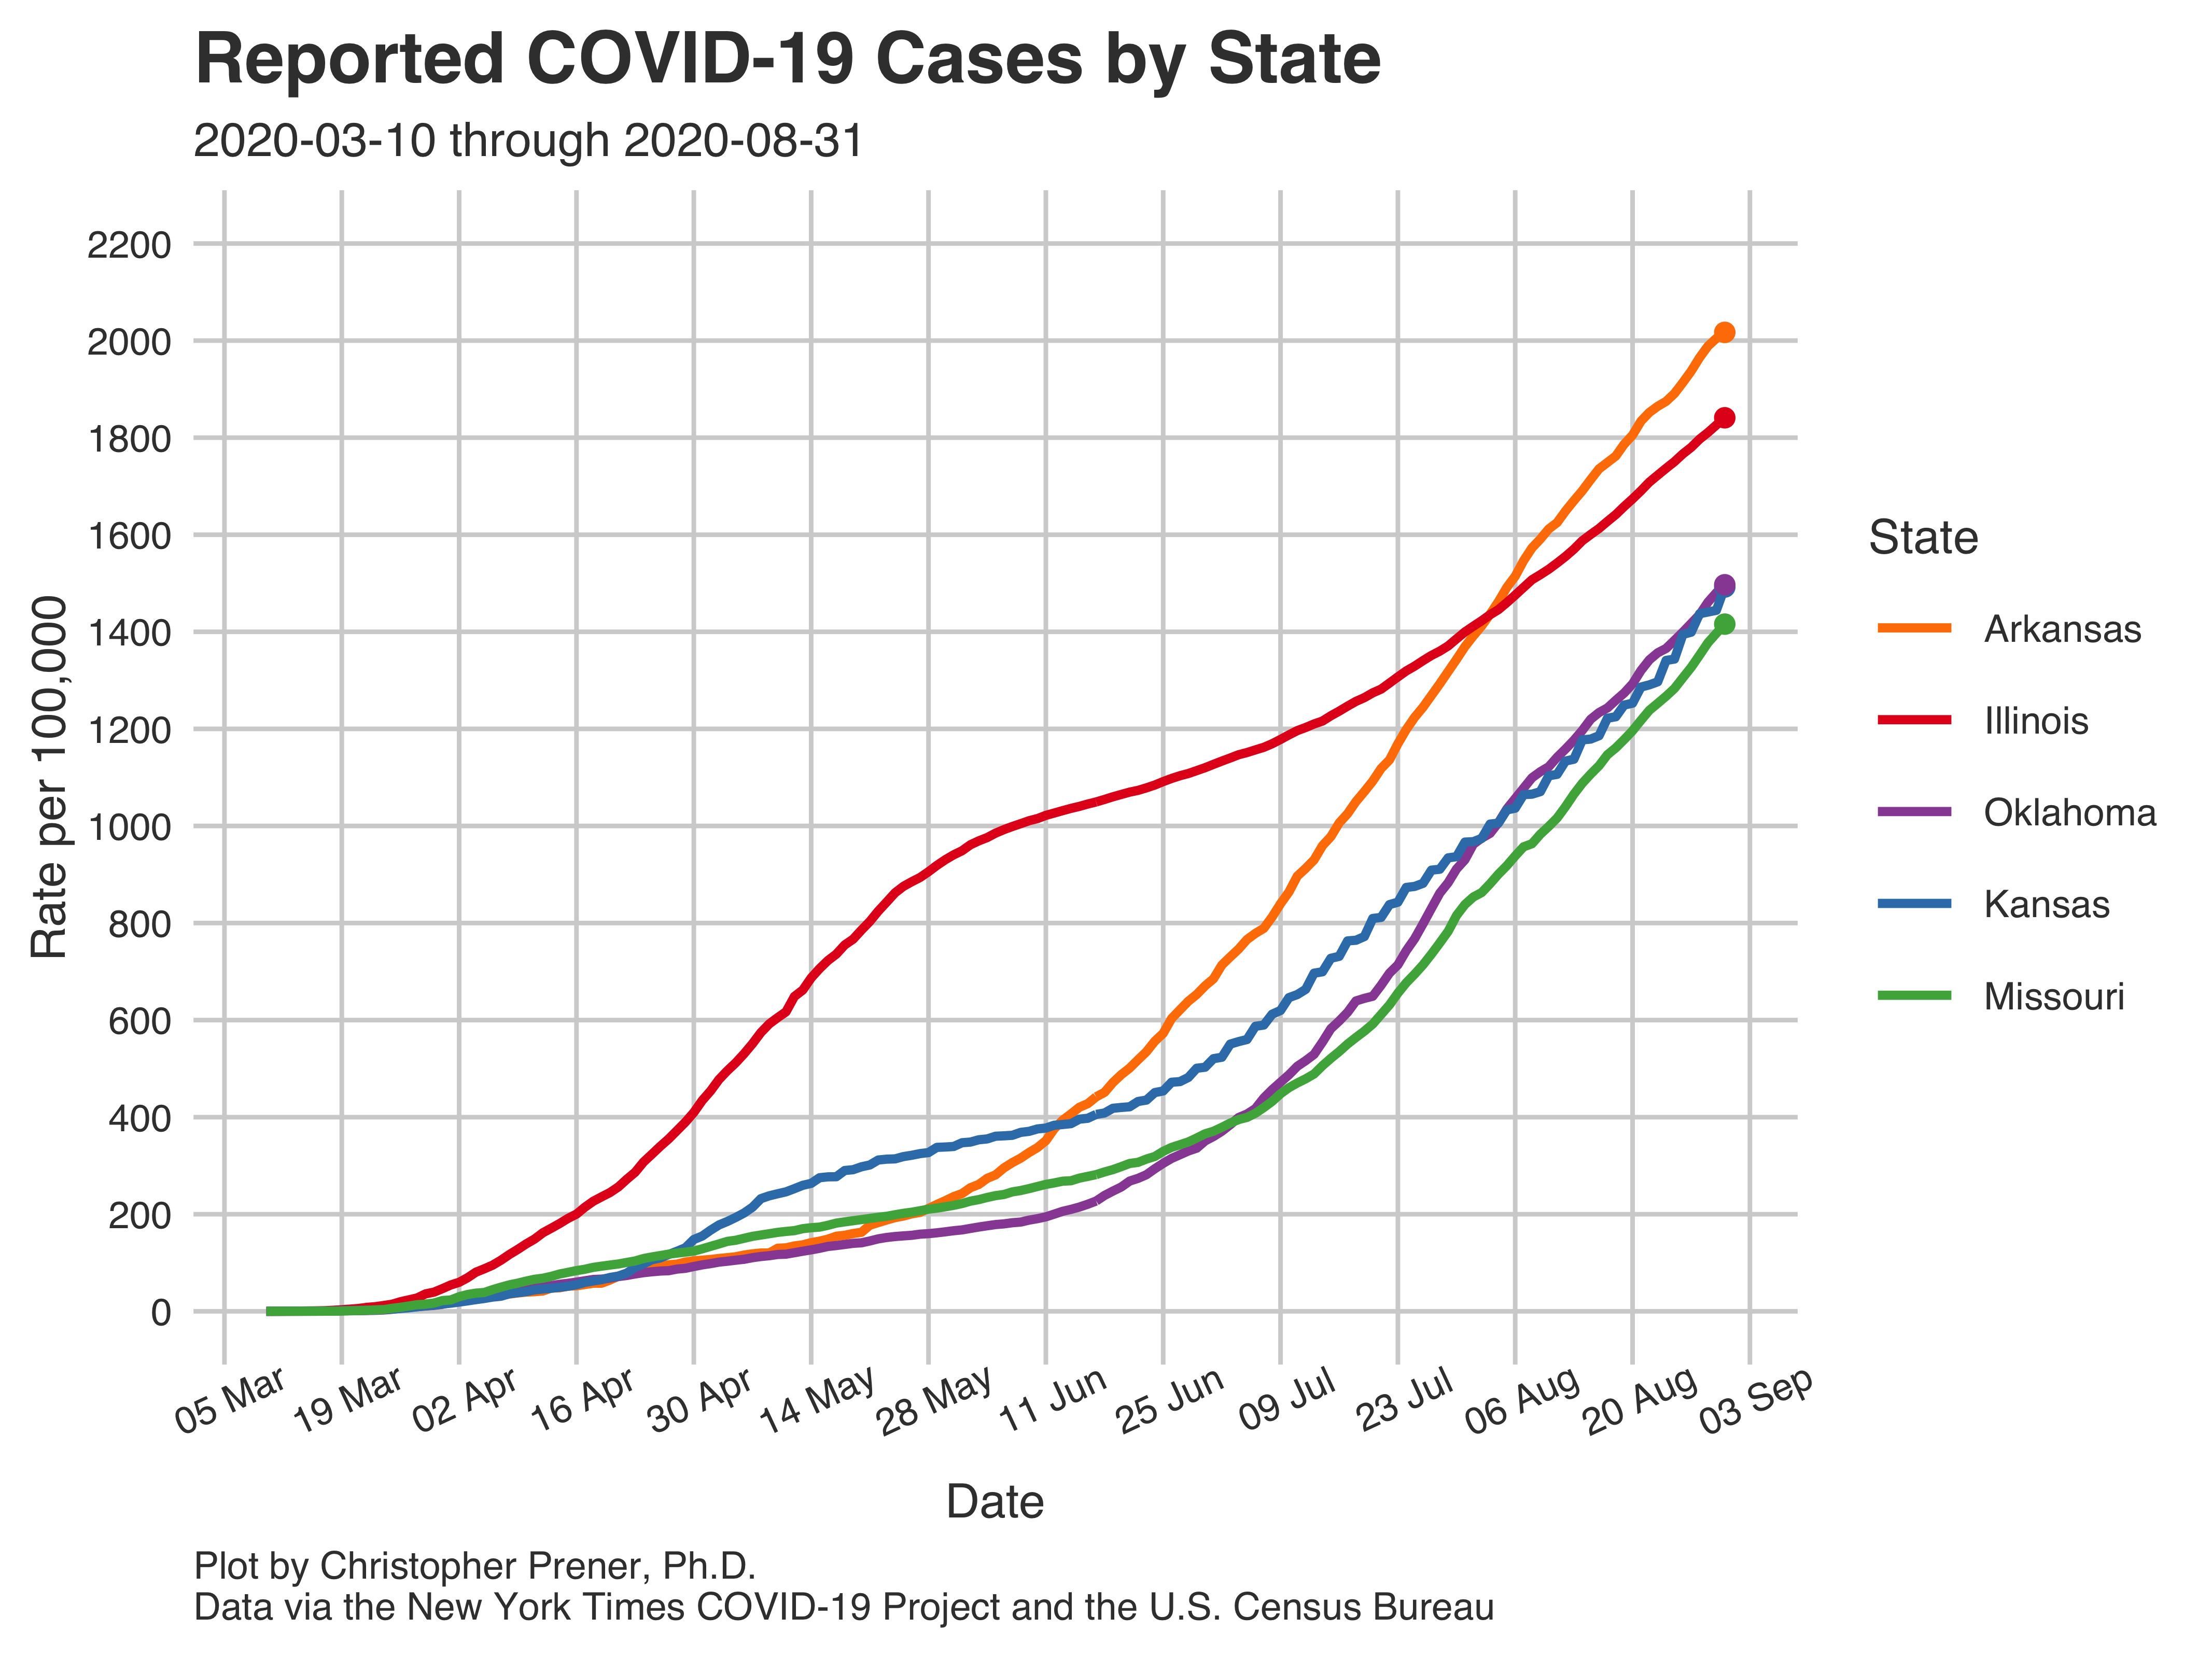 Reported COVID-19 Cases by State
2020-03-10 through 2020-08-31
2200
2000
1800
1600
1400
1200
1000
800
600
400
200
0
Rate per 100,000
05 Mar
19 Mar
02 Apr
16 Apr
30 Apr
14 May
28 May
11 Jun
25 Jun
09 Jul
23 Jul
06 Aug
20 Aug
03 Sep
Date
State
Arkansas
Illinois
Oklahoma
Kansas
Missouri
Plot by Christopher Prener, Ph.D.
Data via the New York Times COVID-19 Project and the U.S. Census Bureau